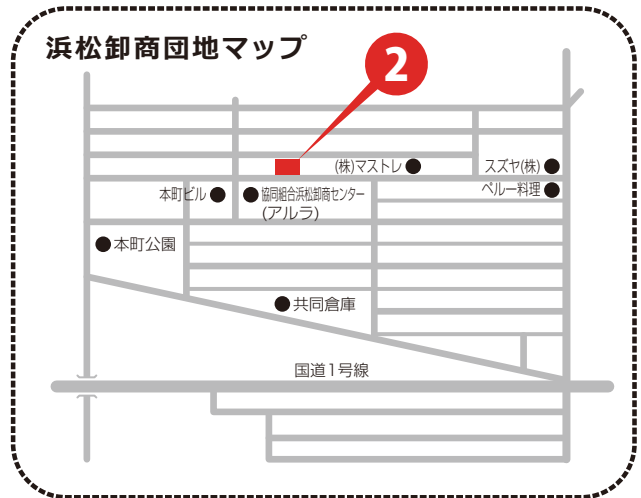 浜松卸商団地マップ
2
(株)マストレ
スズヤ(株)
ペルー料理
本町ビル
協同組合浜松卸商センター
(アルラ)
本町公園
共同倉庫
国道1号線